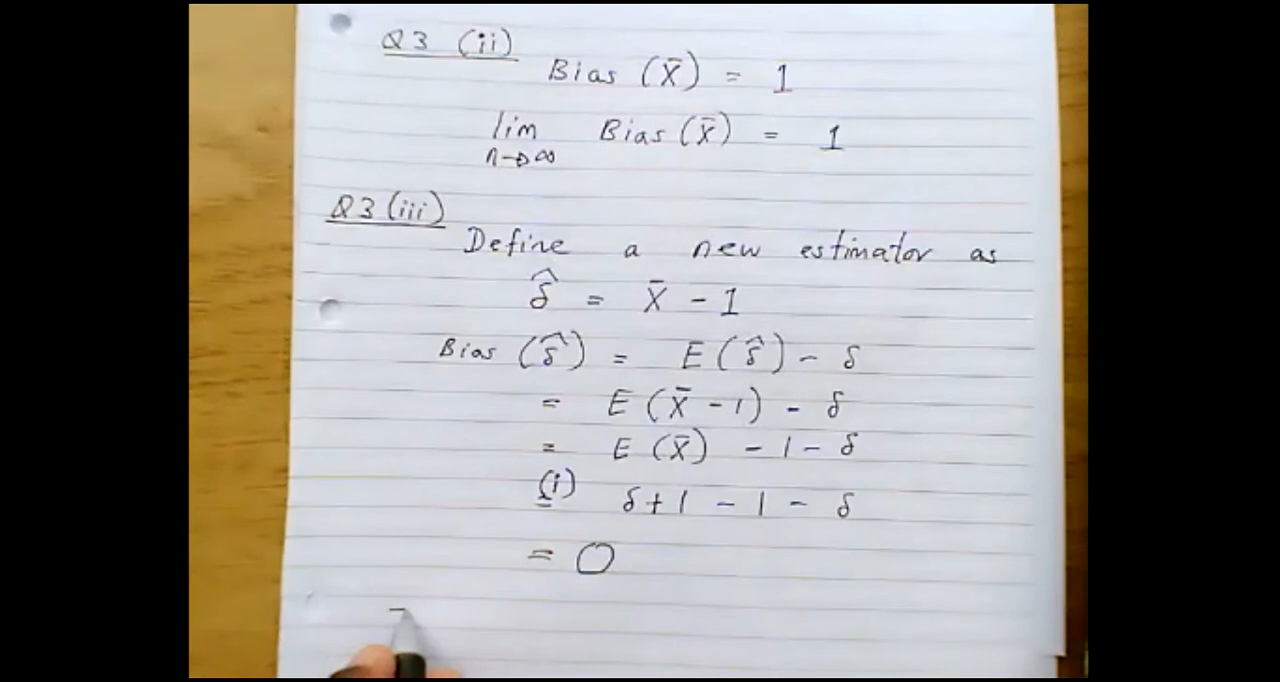 Q3 (ii)
Bias (X̄) = 1
lim Bias (X̄) = 1
n→∞
Q3 (iii)
Define a new estimator as
δ̂ = X̄ - 1
Bias (δ̂) = E (δ̂) - δ
= E (X̄ - 1) - δ
= E (X̄) - 1 - δ
(i)
= δ + 1 - 1 - δ
= 0